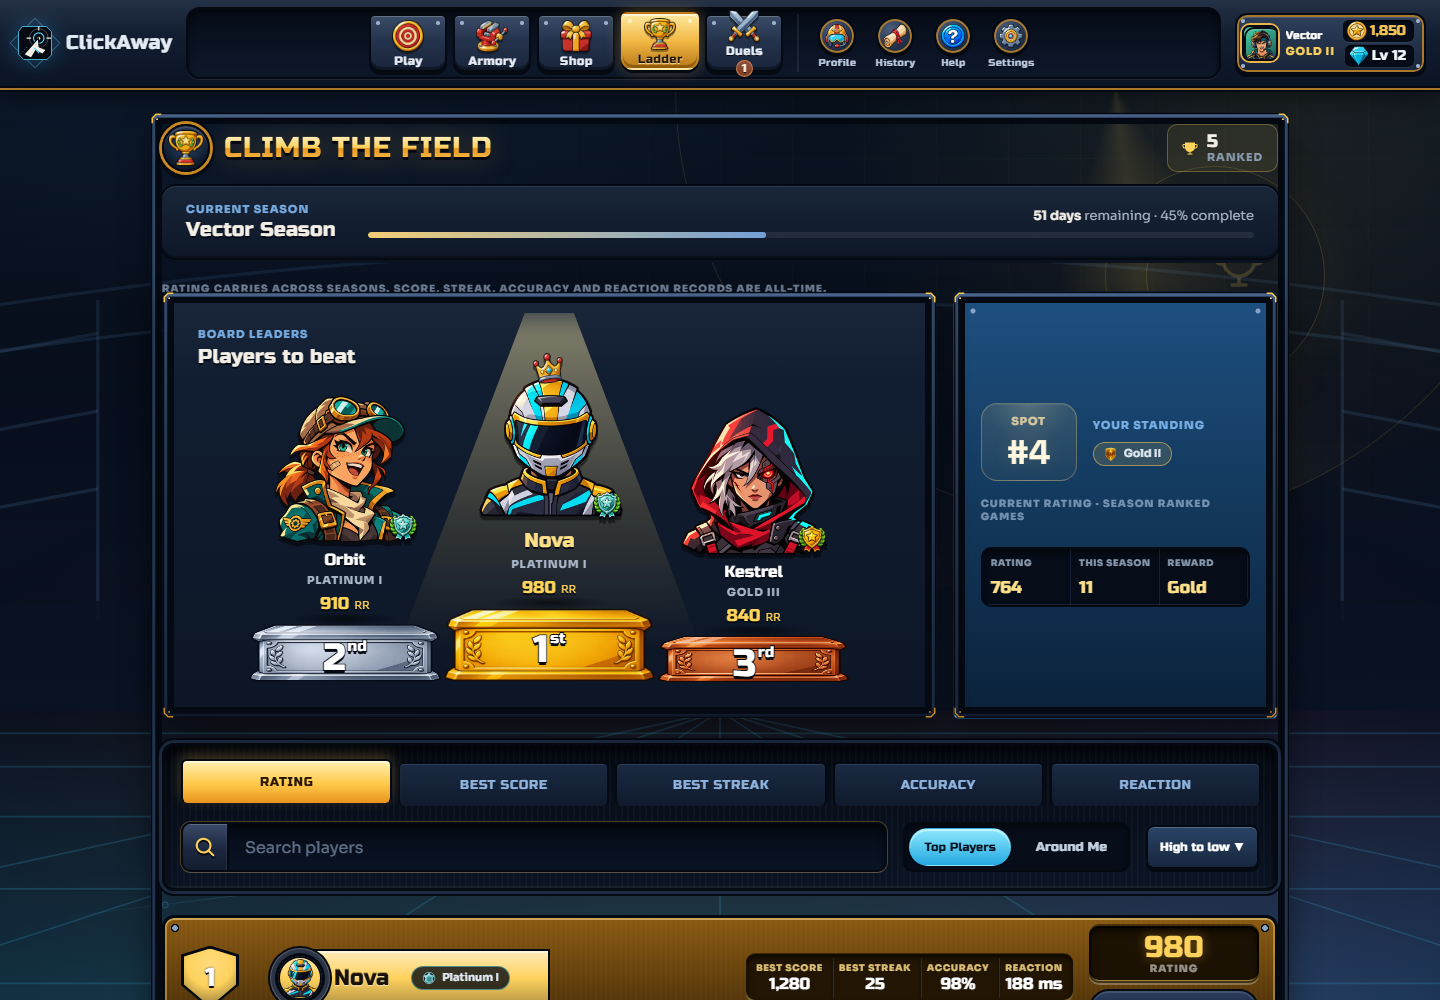 ClickAway
Play
Armory
Shop
Ladder
Duels
1
Profile
History
Help
Settings
Vector
GOLD II
1,850
Lv 12
CLIMB THE FIELD
5
RANKED
CURRENT SEASON
Vector Season
51 days remaining · 45% complete
RATING CARRIES ACROSS SEASONS. SCORE, STREAK, ACCURACY AND REACTION RECORDS ARE ALL-TIME.
BOARD LEADERS
Players to beat
Orbit
PLATINUM I
910 RR
2nd
Nova
PLATINUM I
980 RR
1st
Kestrel
GOLD III
840 RR
3rd
SPOT
#4
YOUR STANDING
Gold II
CURRENT RATING · SEASON RANKED
GAMES
RATING
764
THIS SEASON
11
REWARD
Gold
RATING
BEST SCORE
BEST STREAK
ACCURACY
REACTION
Search players
Top Players
Around Me
High to low ▼
1
Nova
Platinum I
BEST SCORE
1,280
BEST STREAK
25
ACCURACY
98%
REACTION
188 ms
980
RATING